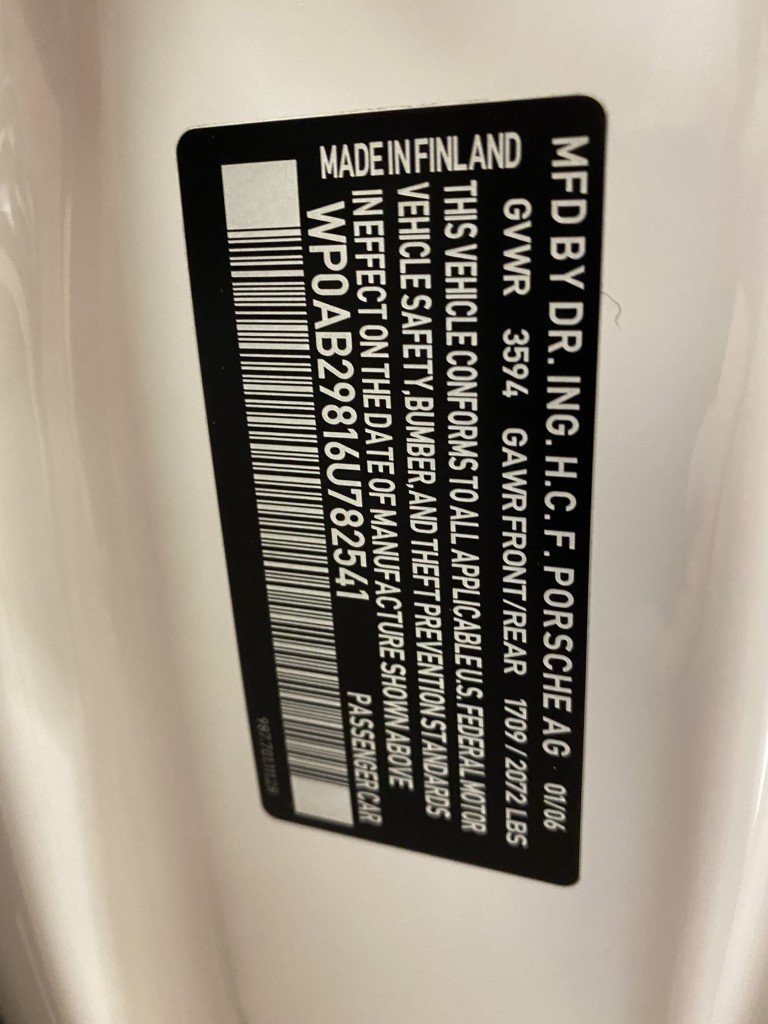 MFD BY DR. ING. H.C. F. PORSCHE AG 01/06
GVWR 3594 GAWR FRONT/REAR 1709 / 2072 LBS
MADE IN FINLAND
THIS VEHICLE CONFORMS TO ALL APPLICABLE U.S. FEDERAL MOTOR
VEHICLE SAFETY, BUMBER, AND THEFT PREVENTION STANDARDS
IN EFFECT ON THE DATE OF MANUFACTURE SHOWN ABOVE
WP0AB29816U782541 PASSENGER CAR